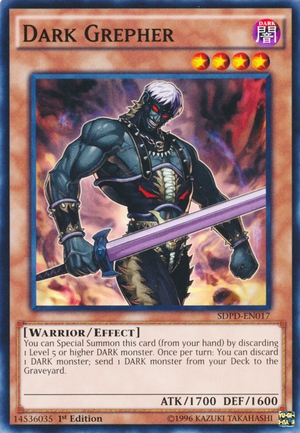 DARK GREPHER
DARK
闇
SDPD-EN017
[WARRIOR/EFFECT]
You can Special Summon this card (from your hand) by discarding
1 Level 5 or higher DARK monster. Once per turn: You can discard
1 DARK monster; send 1 DARK monster from your Deck to the
Graveyard.
ATK/1700 DEF/1600
14536035 1st Edition ©1996 KAZUKI TAKAHASHI